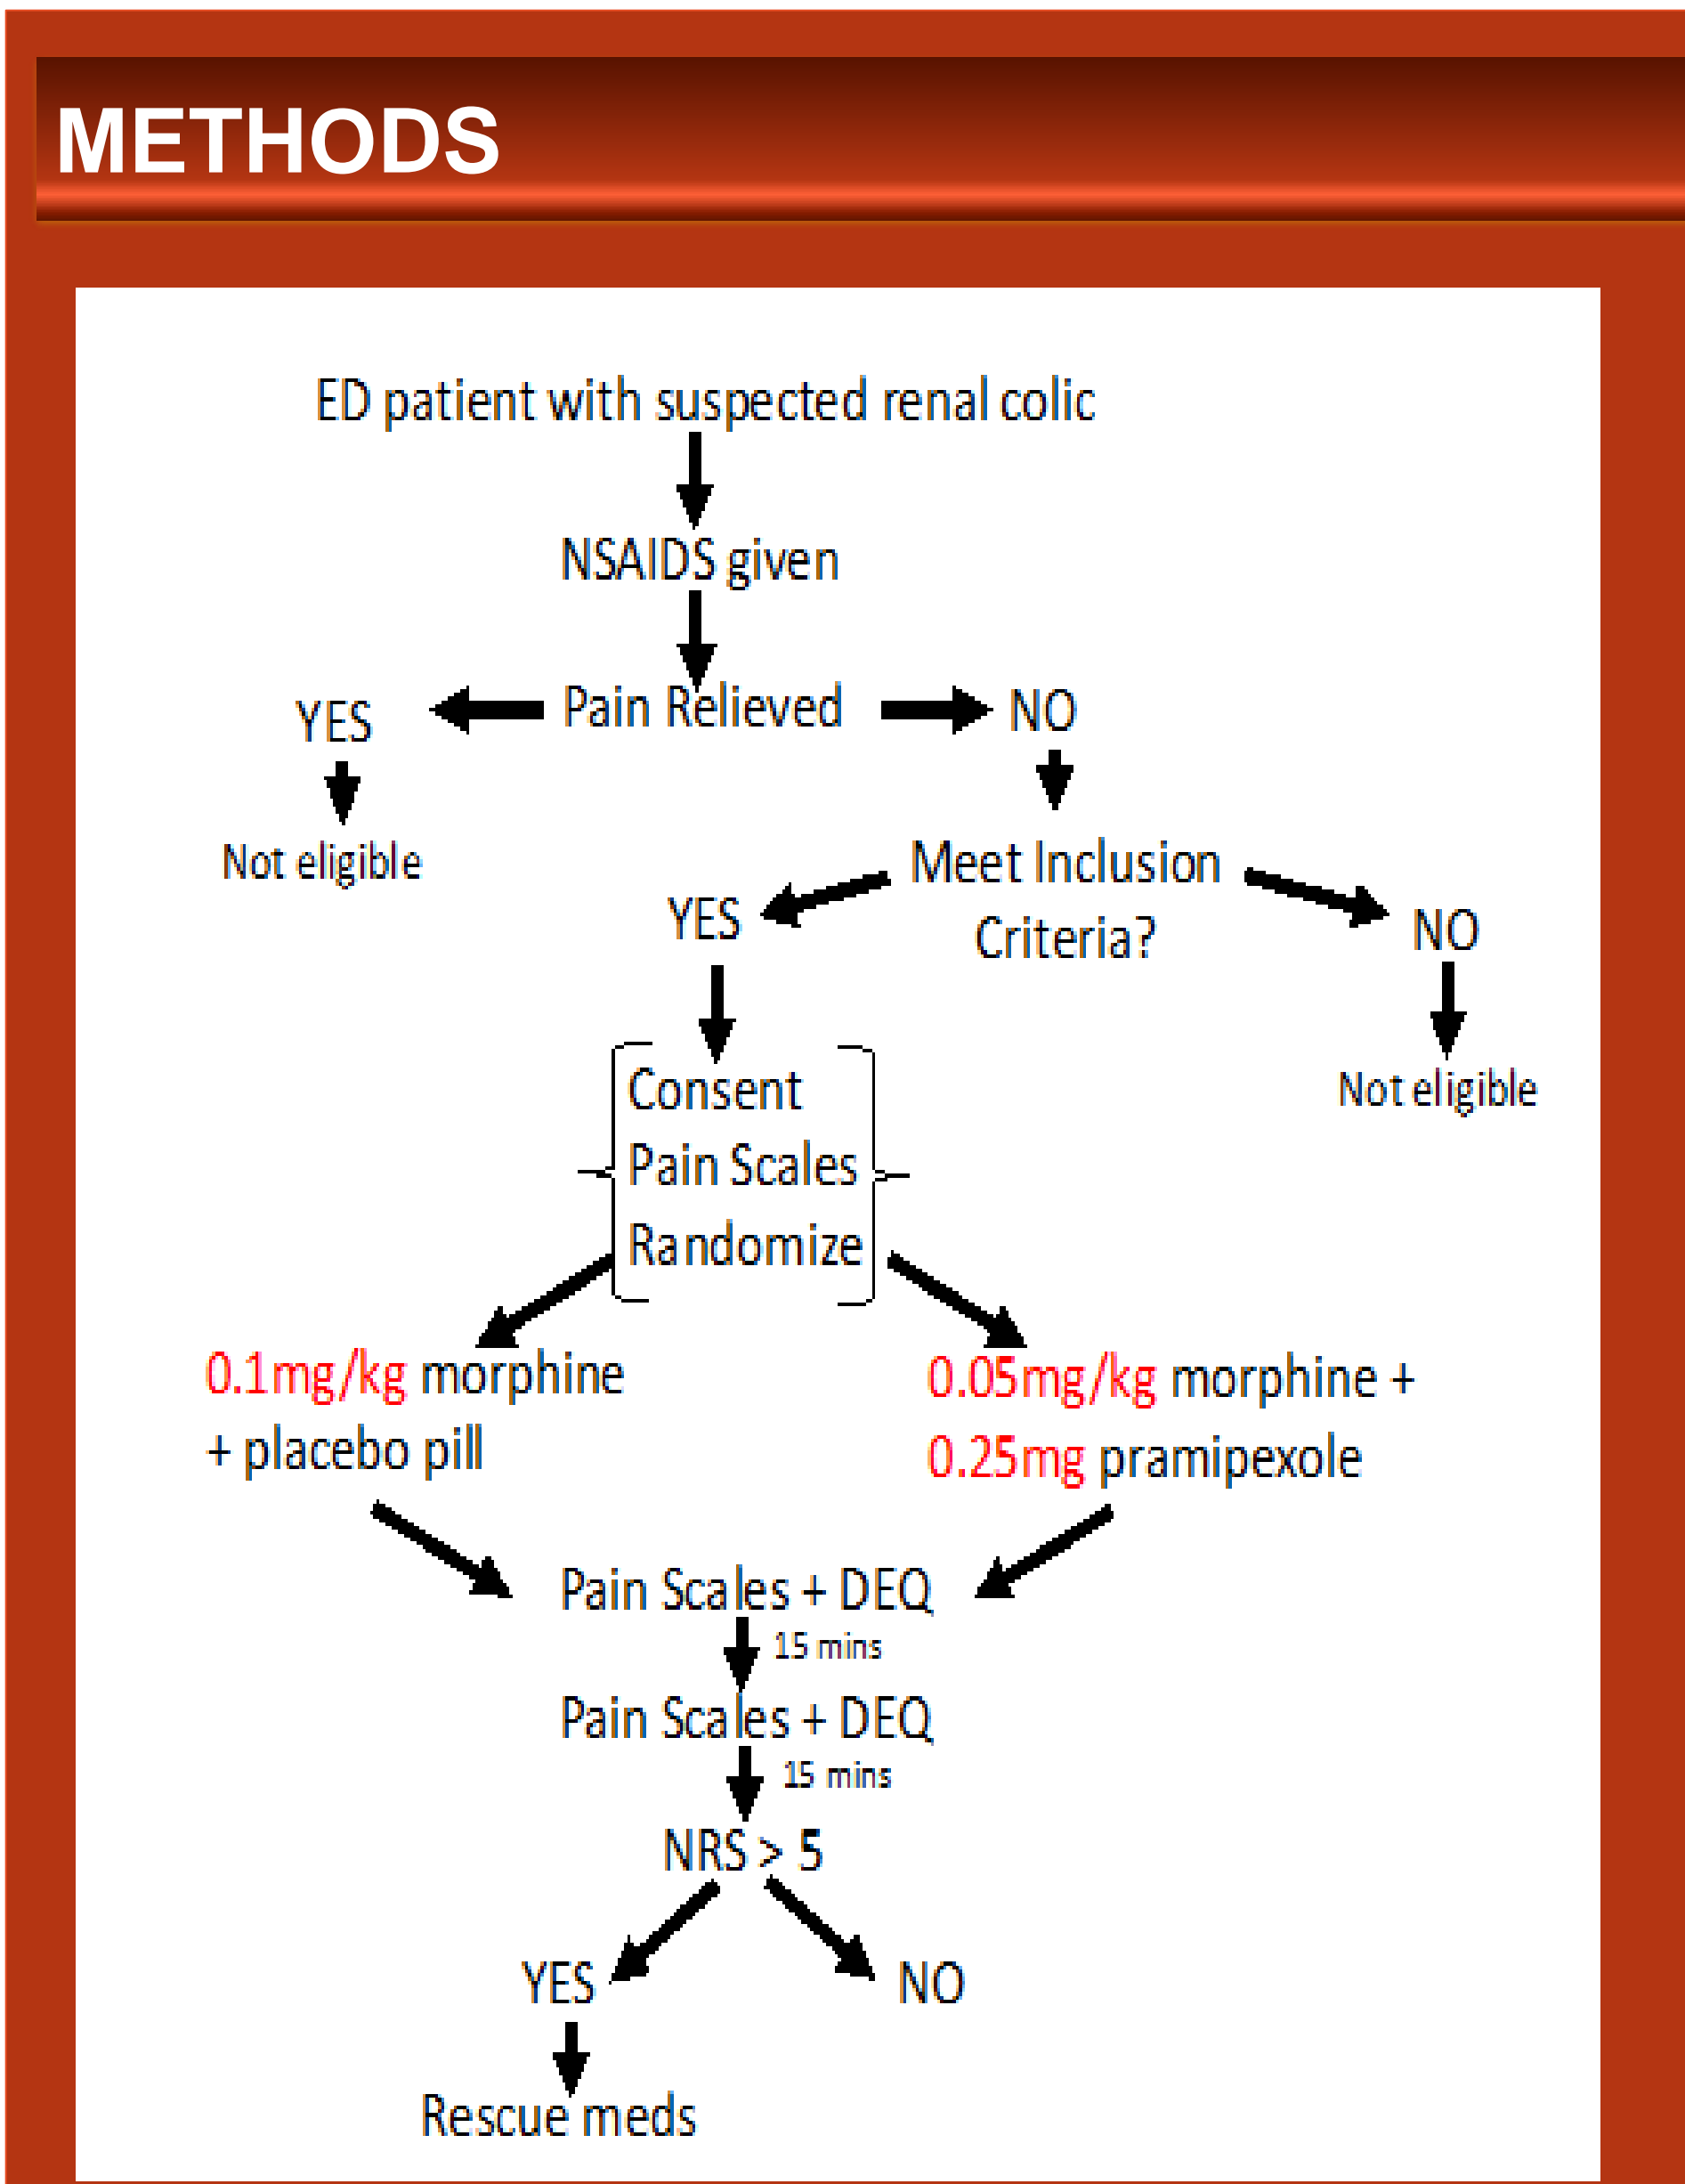 METHODS
ED patient with suspected renal colic
NSAIDS given
YES
Pain Relieved
NO
Not eligible
Meet Inclusion
Criteria?
YES
NO
Not eligible
Consent
Pain Scales
Randomize
0.1mg/kg morphine
+ placebo pill
0.05mg/kg morphine +
0.25mg pramipexole
Pain Scales + DEQ
15 mins
Pain Scales + DEQ
15 mins
NRS > 5
YES
NO
Rescue meds